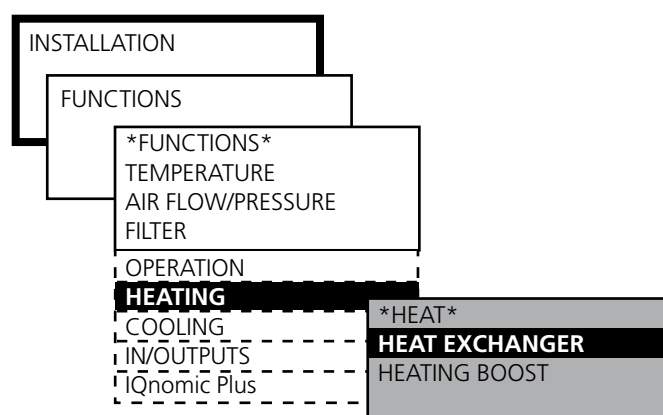 INSTALLATION
FUNCTIONS
*FUNCTIONS*
TEMPERATURE
AIR FLOW/PRESSURE
FILTER
OPERATION
HEATING
COOLING
IN/OUTPUTS
IQnomic Plus
*HEAT*
HEAT EXCHANGER
HEATING BOOST